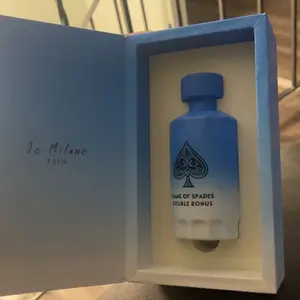 Jo Milano
PARIS
GAME OF SPADES
DOUBLE BONUS